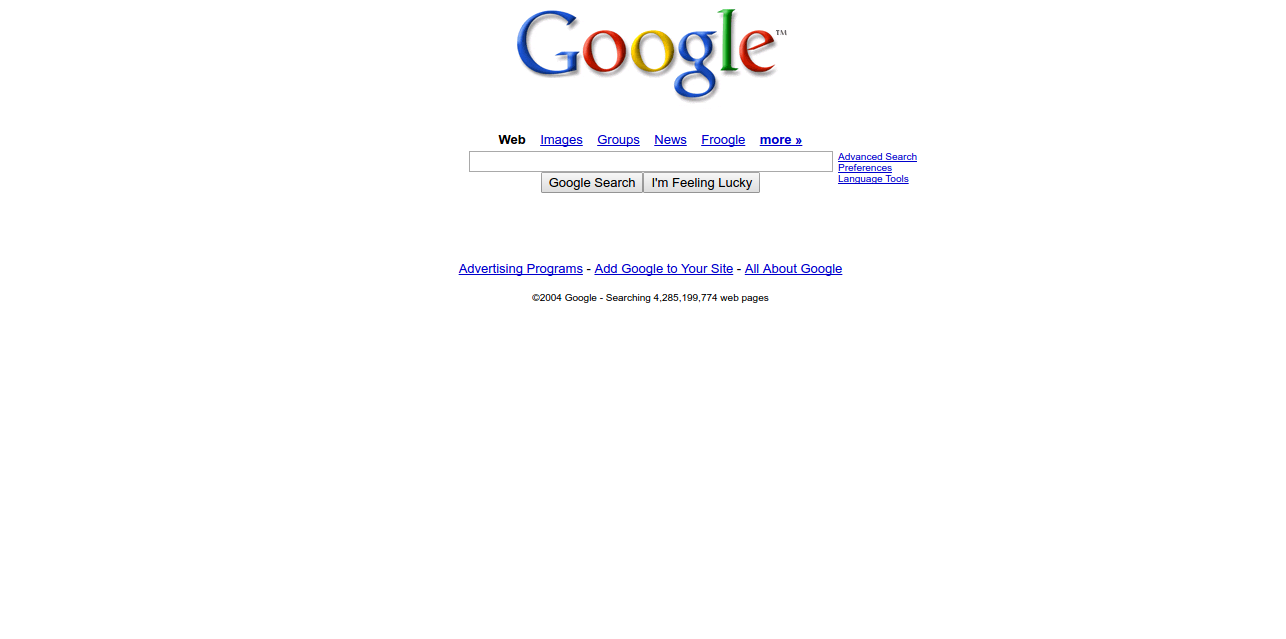 Google™
Web Images Groups News Froogle more »
Advanced Search
Preferences
Language Tools
Google Search I'm Feeling Lucky
Advertising Programs - Add Google to Your Site - All About Google
©2004 Google - Searching 4,285,199,774 web pages